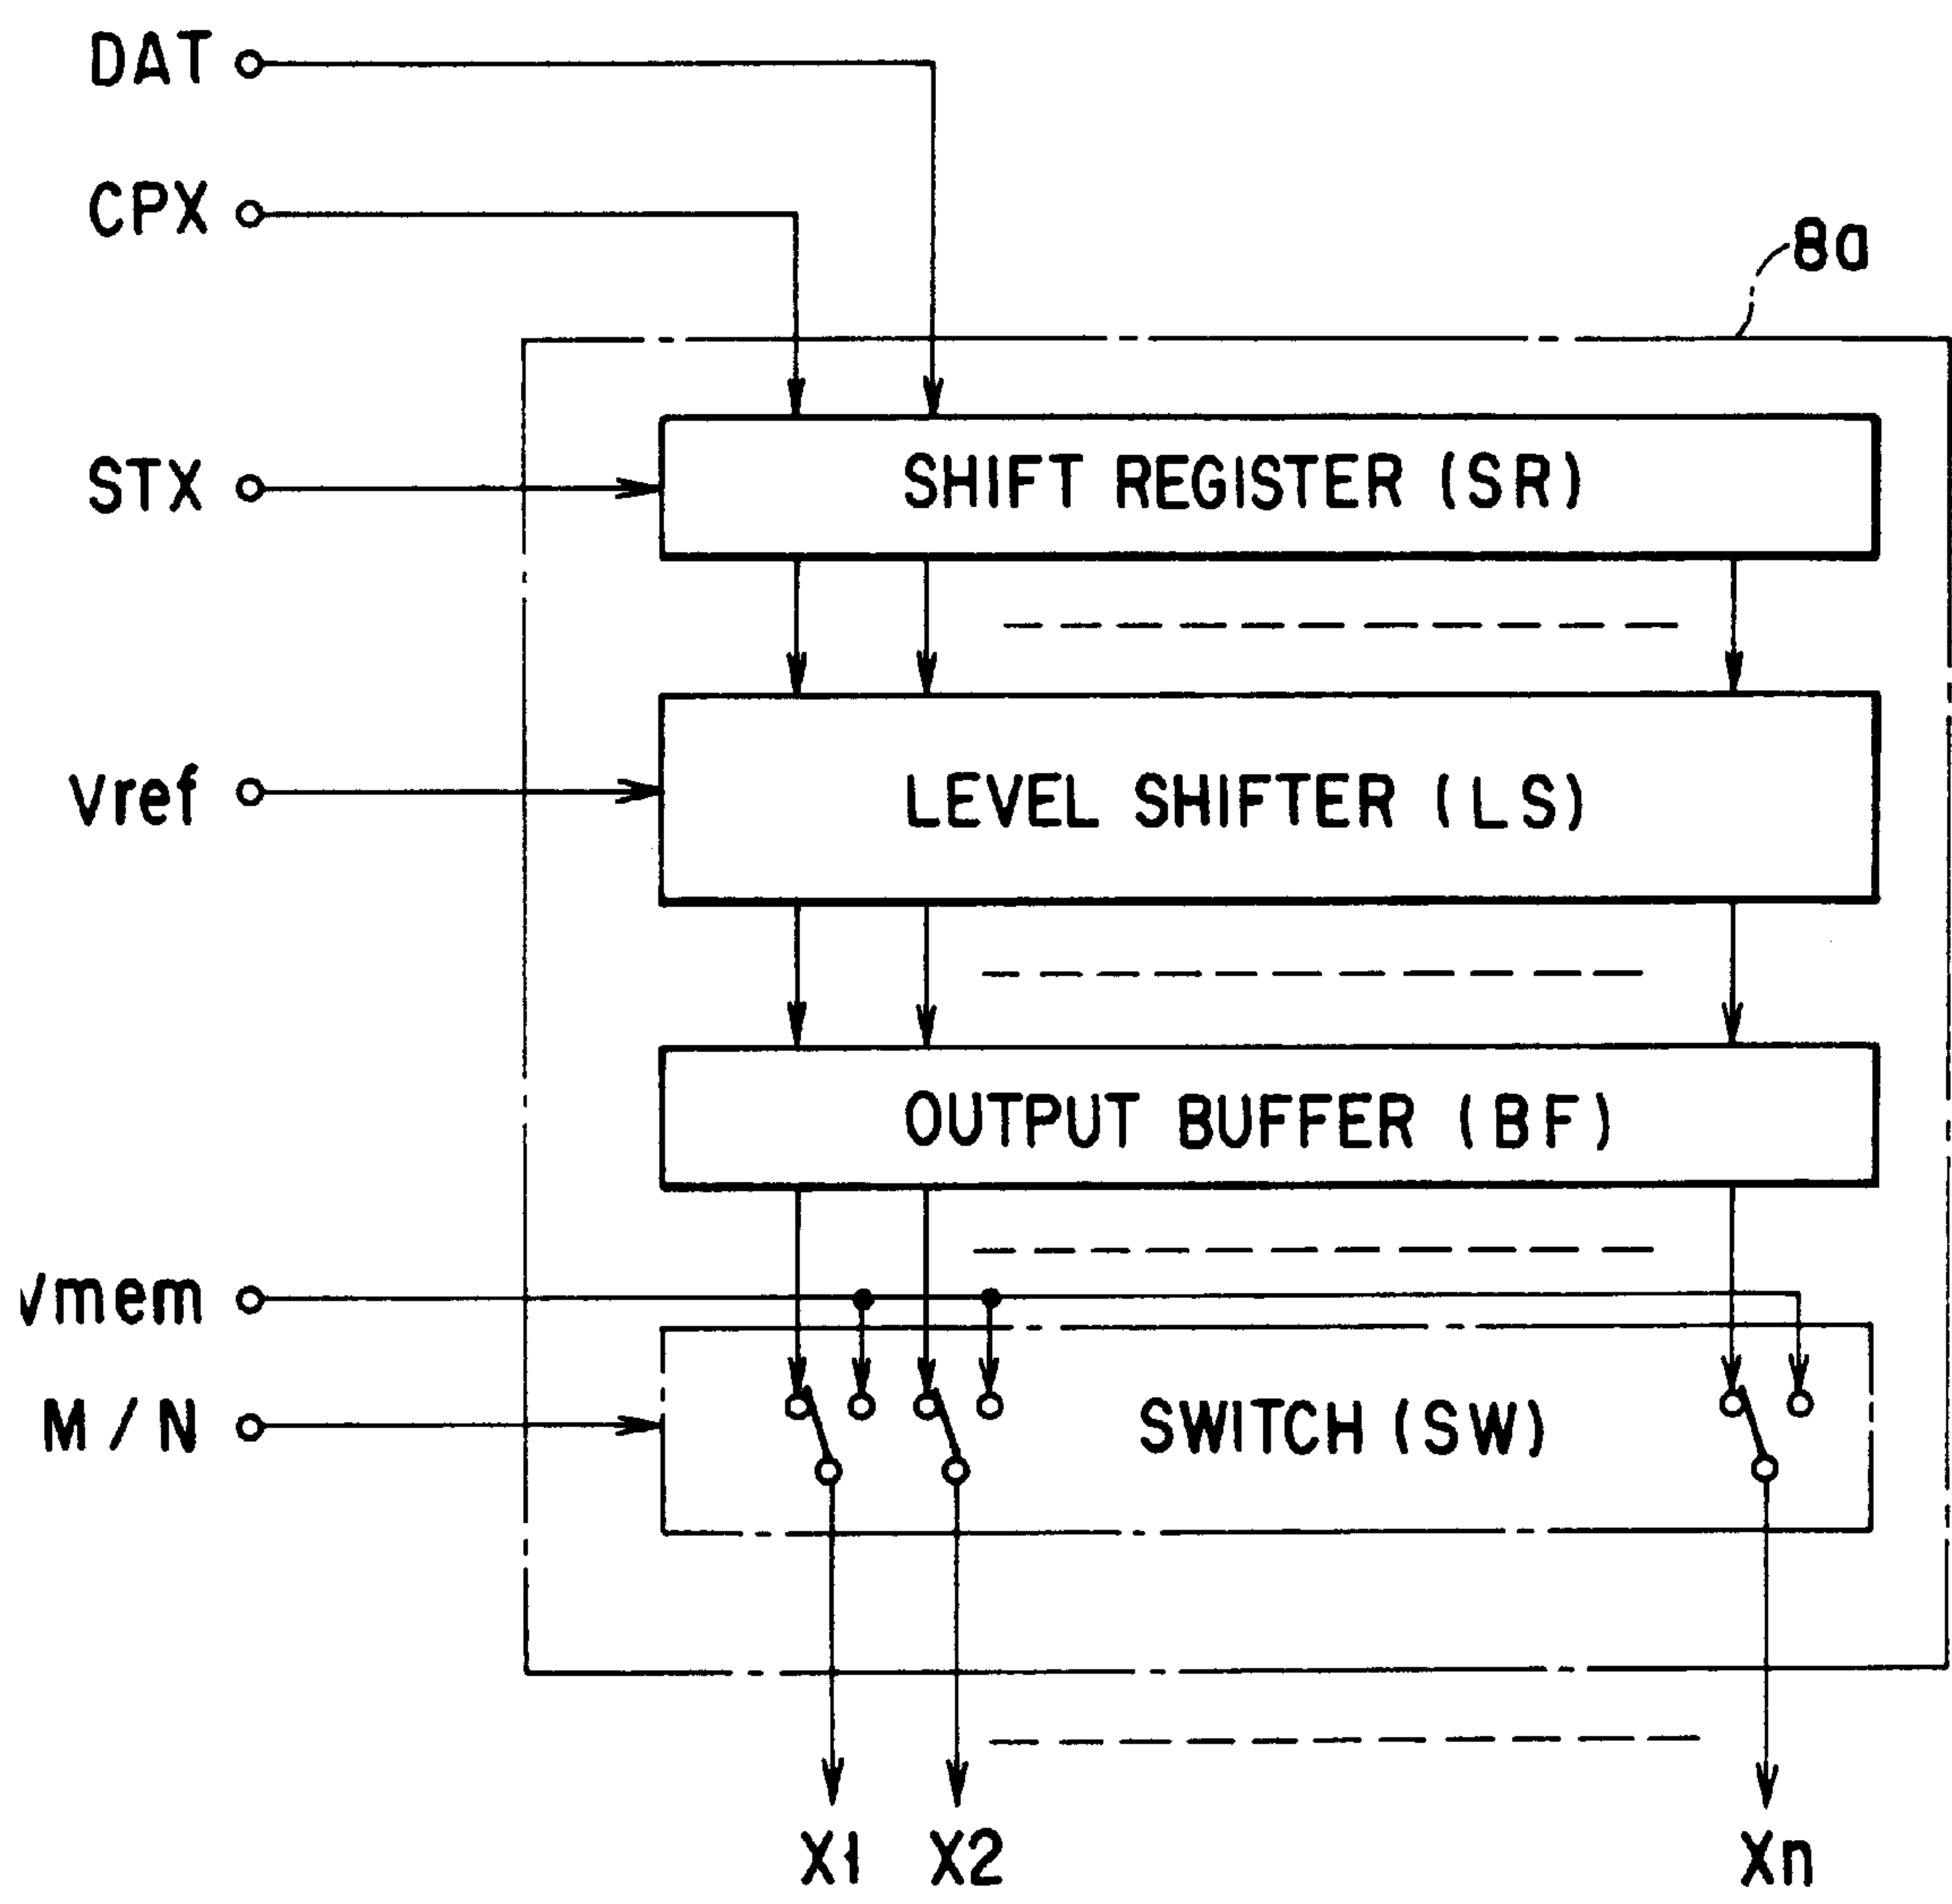 DAT
CPX
8a
STX
SHIFT REGISTER (SR)
Vref
LEVEL SHIFTER (LS)
OUTPUT BUFFER (BF)
Vmem
M/N
SWITCH (SW)
X1 X2 Xn